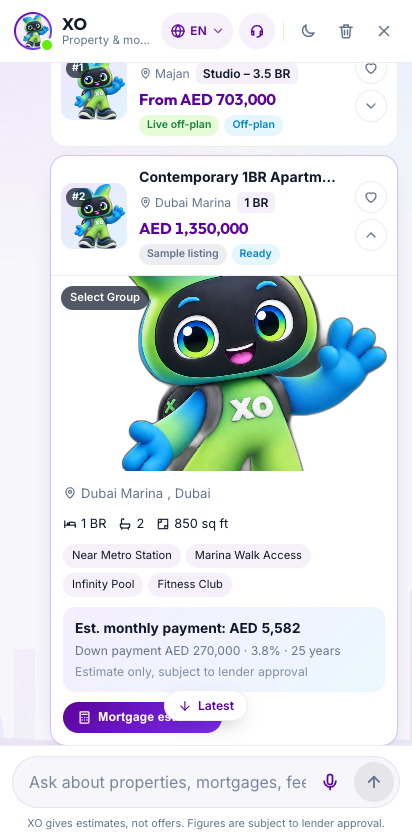 XO
Property & mo...
EN
#1
Majan
Studio – 3.5 BR
From AED 703,000
Live off-plan
Off-plan
#2
Contemporary 1BR Apartm...
Dubai Marina
1 BR
AED 1,350,000
Sample listing
Ready
Select Group
X
XO
Dubai Marina , Dubai
1 BR 2 850 sq ft
Near Metro Station
Marina Walk Access
Infinity Pool
Fitness Club
Est. monthly payment: AED 5,582
Down payment AED 270,000 · 3.8% · 25 years
Estimate only, subject to lender approval
Mortgage es
Latest
Ask about properties, mortgages, fee
XO gives estimates, not offers. Figures are subject to lender approval.